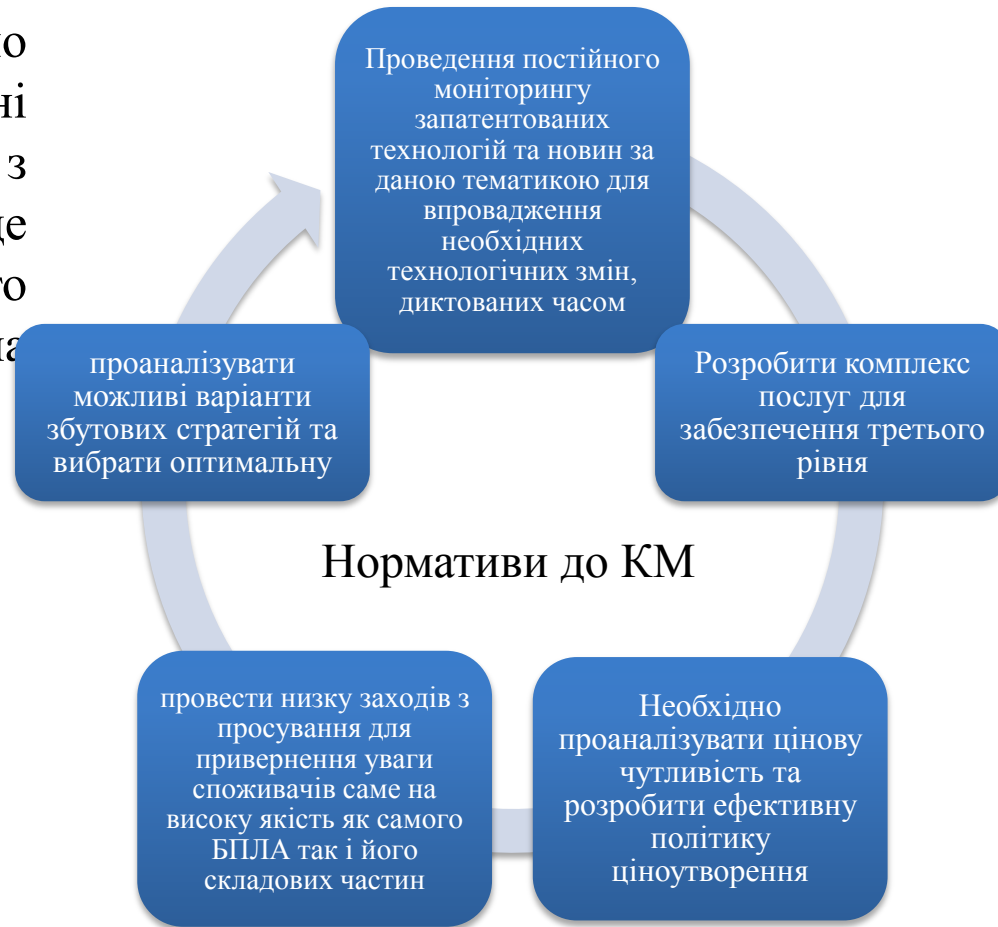 з
Проведення постійного
моніторингу
запатентованих
технологій та новин за
даною тематикою для
впровадження
необхідних
технологічних змін,
диктованих часом
Розробити комплекс
послуг для
забезпечення третього
рівня
Необхідно
проаналізувати цінову
чутливість та
розробити ефективну
політику
ціноутворення
провести низку заходів з
просування для
привернення уваги
споживачів саме на
високу якість як самого
БПЛА так і його
складових частин
проаналізувати
можливі варіанти
збутових стратегій та
вибрати оптимальну
Нормативи до КМ